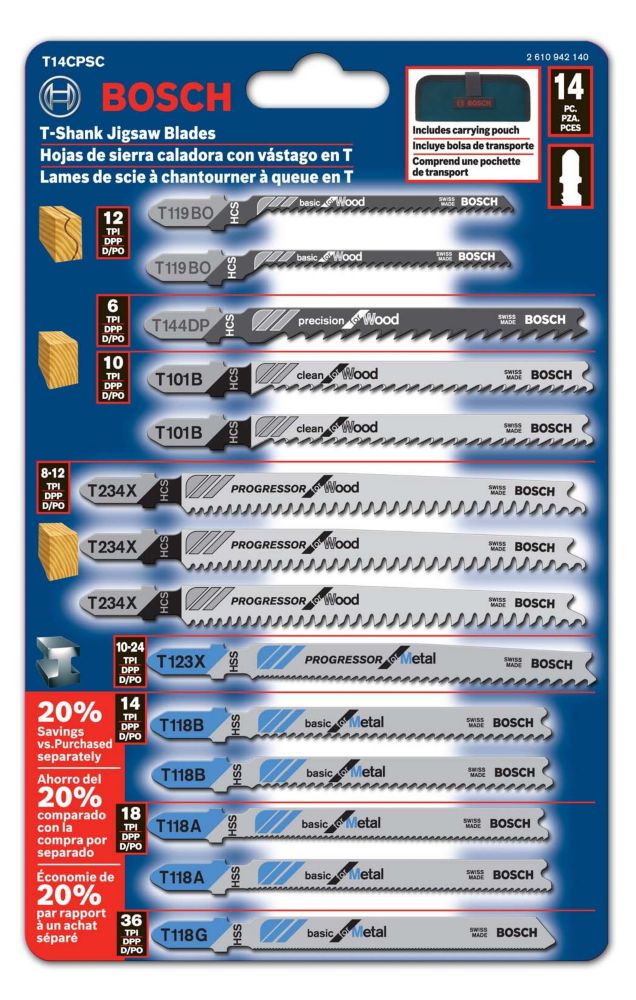 T14CPSC
2 610 942 140
BOSCH
14
PC.
PZA.
PCES
BOSCH
Includes carrying pouch
Incluye bolsa de transporte
Comprend une pochette
de transport
T-Shank Jigsaw Blades
Hojas de sierra caladora con vástago en T
Lames de scie à chantourner à queue en T
12
TPI
DPP
D/PO
T119BO HCS basic for Wood SWISS MADE BOSCH
T119BO HCS basic for Wood SWISS MADE BOSCH
6
TPI
DPP
D/PO
T144DP HCS precision for Wood SWISS MADE BOSCH
10
TPI
DPP
D/PO
T101B HCS clean for Wood SWISS MADE BOSCH
T101B HCS clean for Wood SWISS MADE BOSCH
8-12
TPI
DPP
D/PO
T234X HCS PROGRESSOR for Wood SWISS MADE BOSCH
T234X HCS PROGRESSOR for Wood SWISS MADE BOSCH
T234X HCS PROGRESSOR for Wood SWISS MADE BOSCH
10-24
TPI
DPP
D/PO
T123X HSS PROGRESSOR for Metal SWISS MADE BOSCH
14
TPI
DPP
D/PO
T118B HSS basic for Metal SWISS MADE BOSCH
T118B HSS basic for Metal SWISS MADE BOSCH
18
TPI
DPP
D/PO
T118A HSS basic for Metal SWISS MADE BOSCH
T118A HSS basic for Metal SWISS MADE BOSCH
36
TPI
DPP
D/PO
T118G HSS basic for Metal SWISS MADE BOSCH
20%
Savings
vs.Purchased
separately
Ahorro del
20%
comparado
con la
compra por
separado
Économie de
20%
par rapport
à un achat
séparé